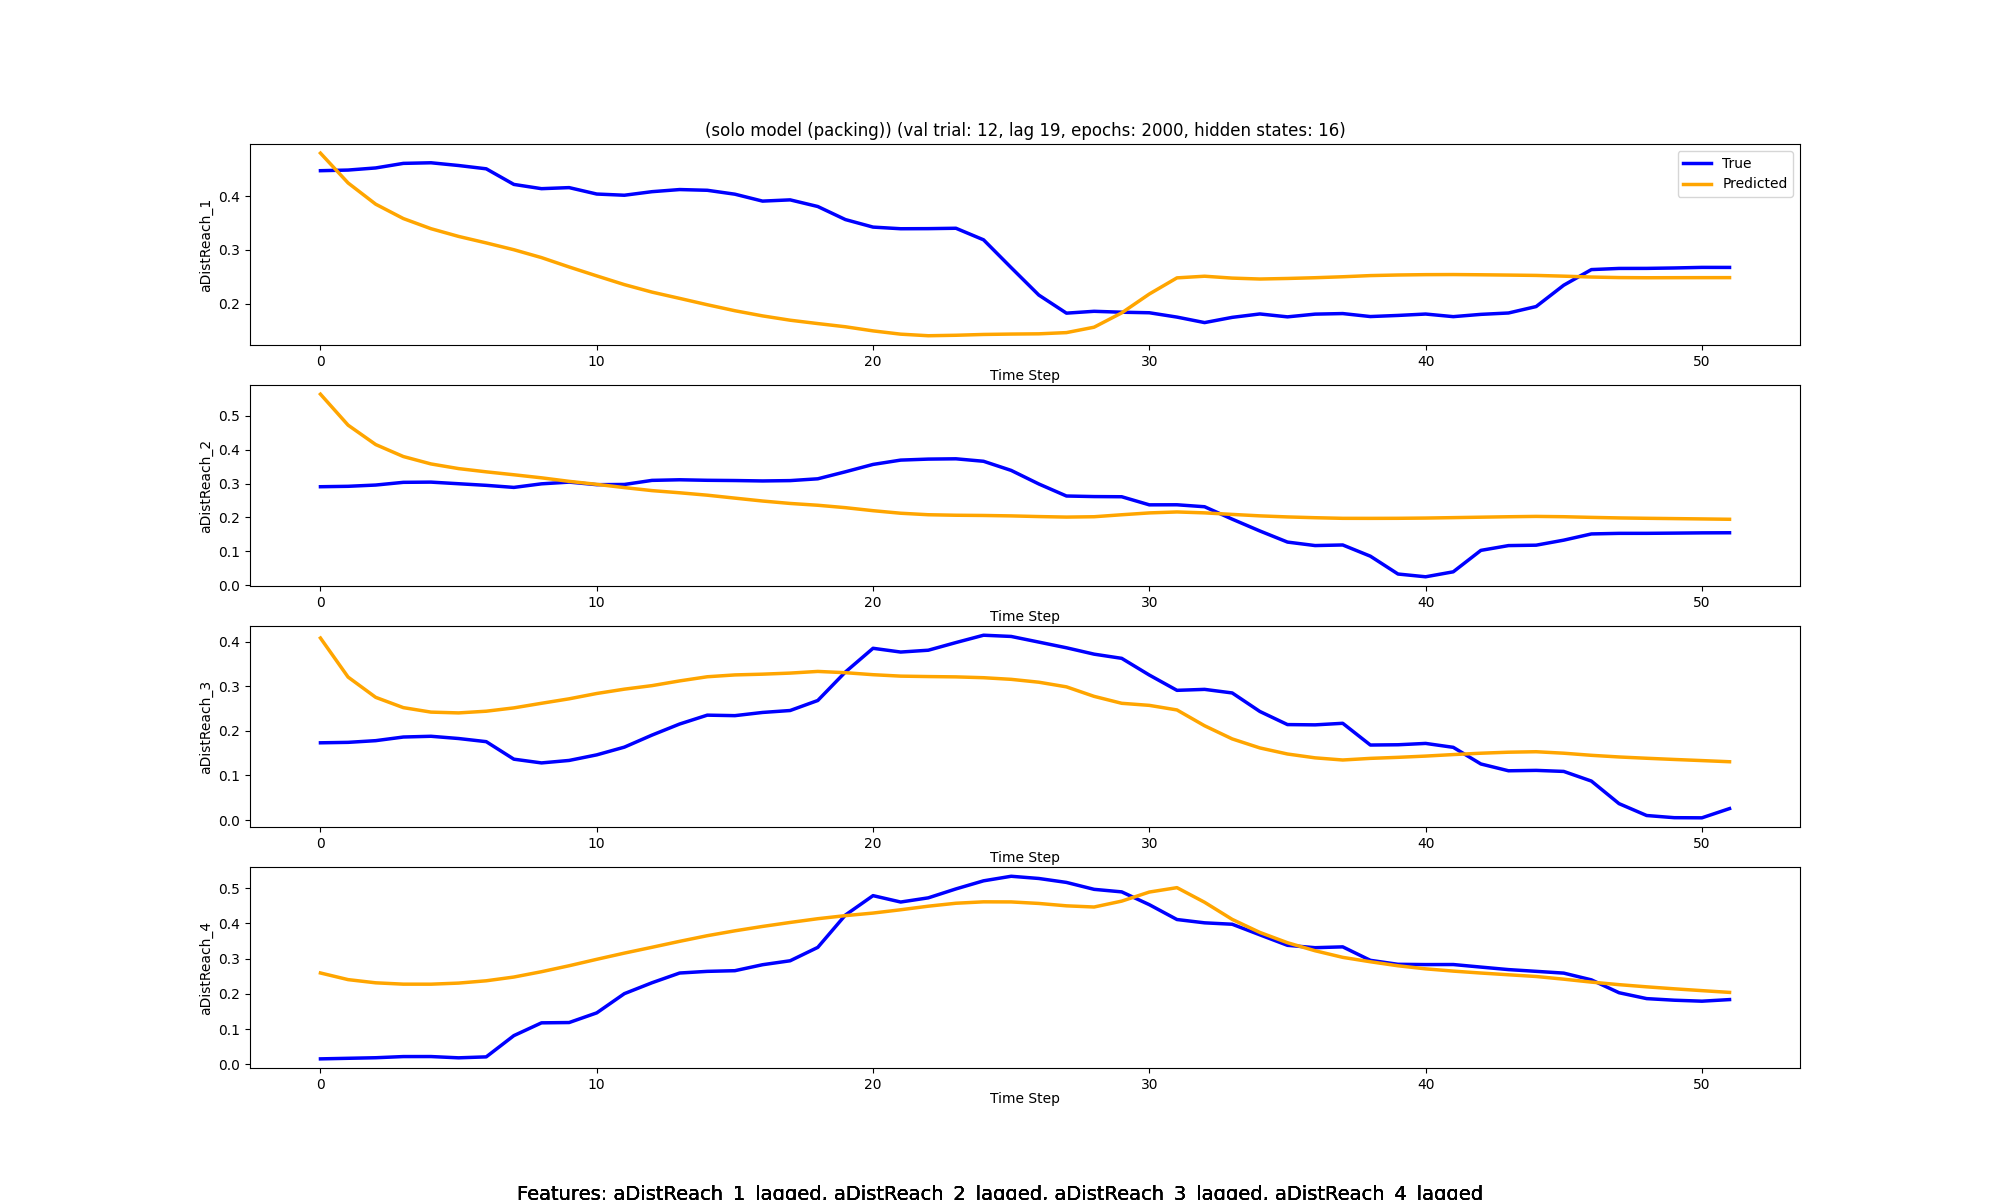 (solo model (packing)) (val trial: 12, lag 19, epochs: 2000, hidden states: 16)
True
Predicted
aDistReach_1
0.4
0.3
0.2
0 10 20 30 40 50
Time Step
aDistReach_2
0.5
0.4
0.3
0.2
0.1
0.0
0 10 20 30 40 50
Time Step
aDistReach_3
0.4
0.3
0.2
0.1
0.0
0 10 20 30 40 50
Time Step
aDistReach_4
0.5
0.4
0.3
0.2
0.1
0.0
0 10 20 30 40 50
Time Step
Features: aDistReach_1_lagged, aDistReach_2_lagged, aDistReach_3_lagged, aDistReach_4_lagged